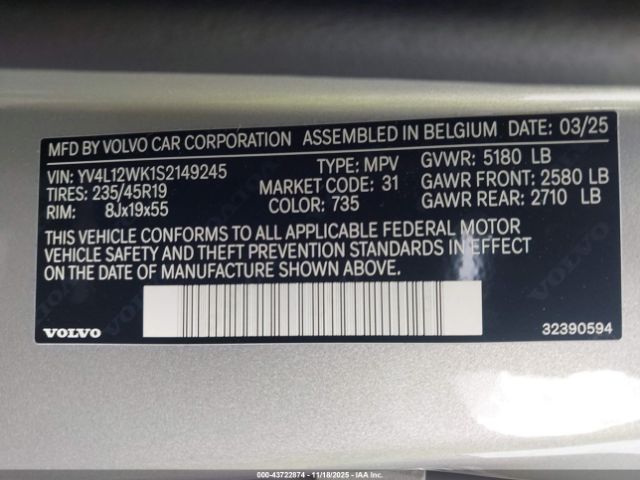 MFD BY VOLVO CAR CORPORATION ASSEMBLED IN BELGIUM DATE: 03/25
VIN: YV4L12WK1S2149245 TYPE: MPV GVWR: 5180 LB
TIRES: 235/45R19 MARKET CODE: 31 GAWR FRONT: 2580 LB
RIM: 8Jx19x55 COLOR: 735 GAWR REAR: 2710 LB
THIS VEHICLE CONFORMS TO ALL APPLICABLE FEDERAL MOTOR
VEHICLE SAFETY AND THEFT PREVENTION STANDARDS IN EFFECT
ON THE DATE OF MANUFACTURE SHOWN ABOVE.
VOLVO 32390594
000-43722874 - 11/18/2025 - IAAI.COM/CA